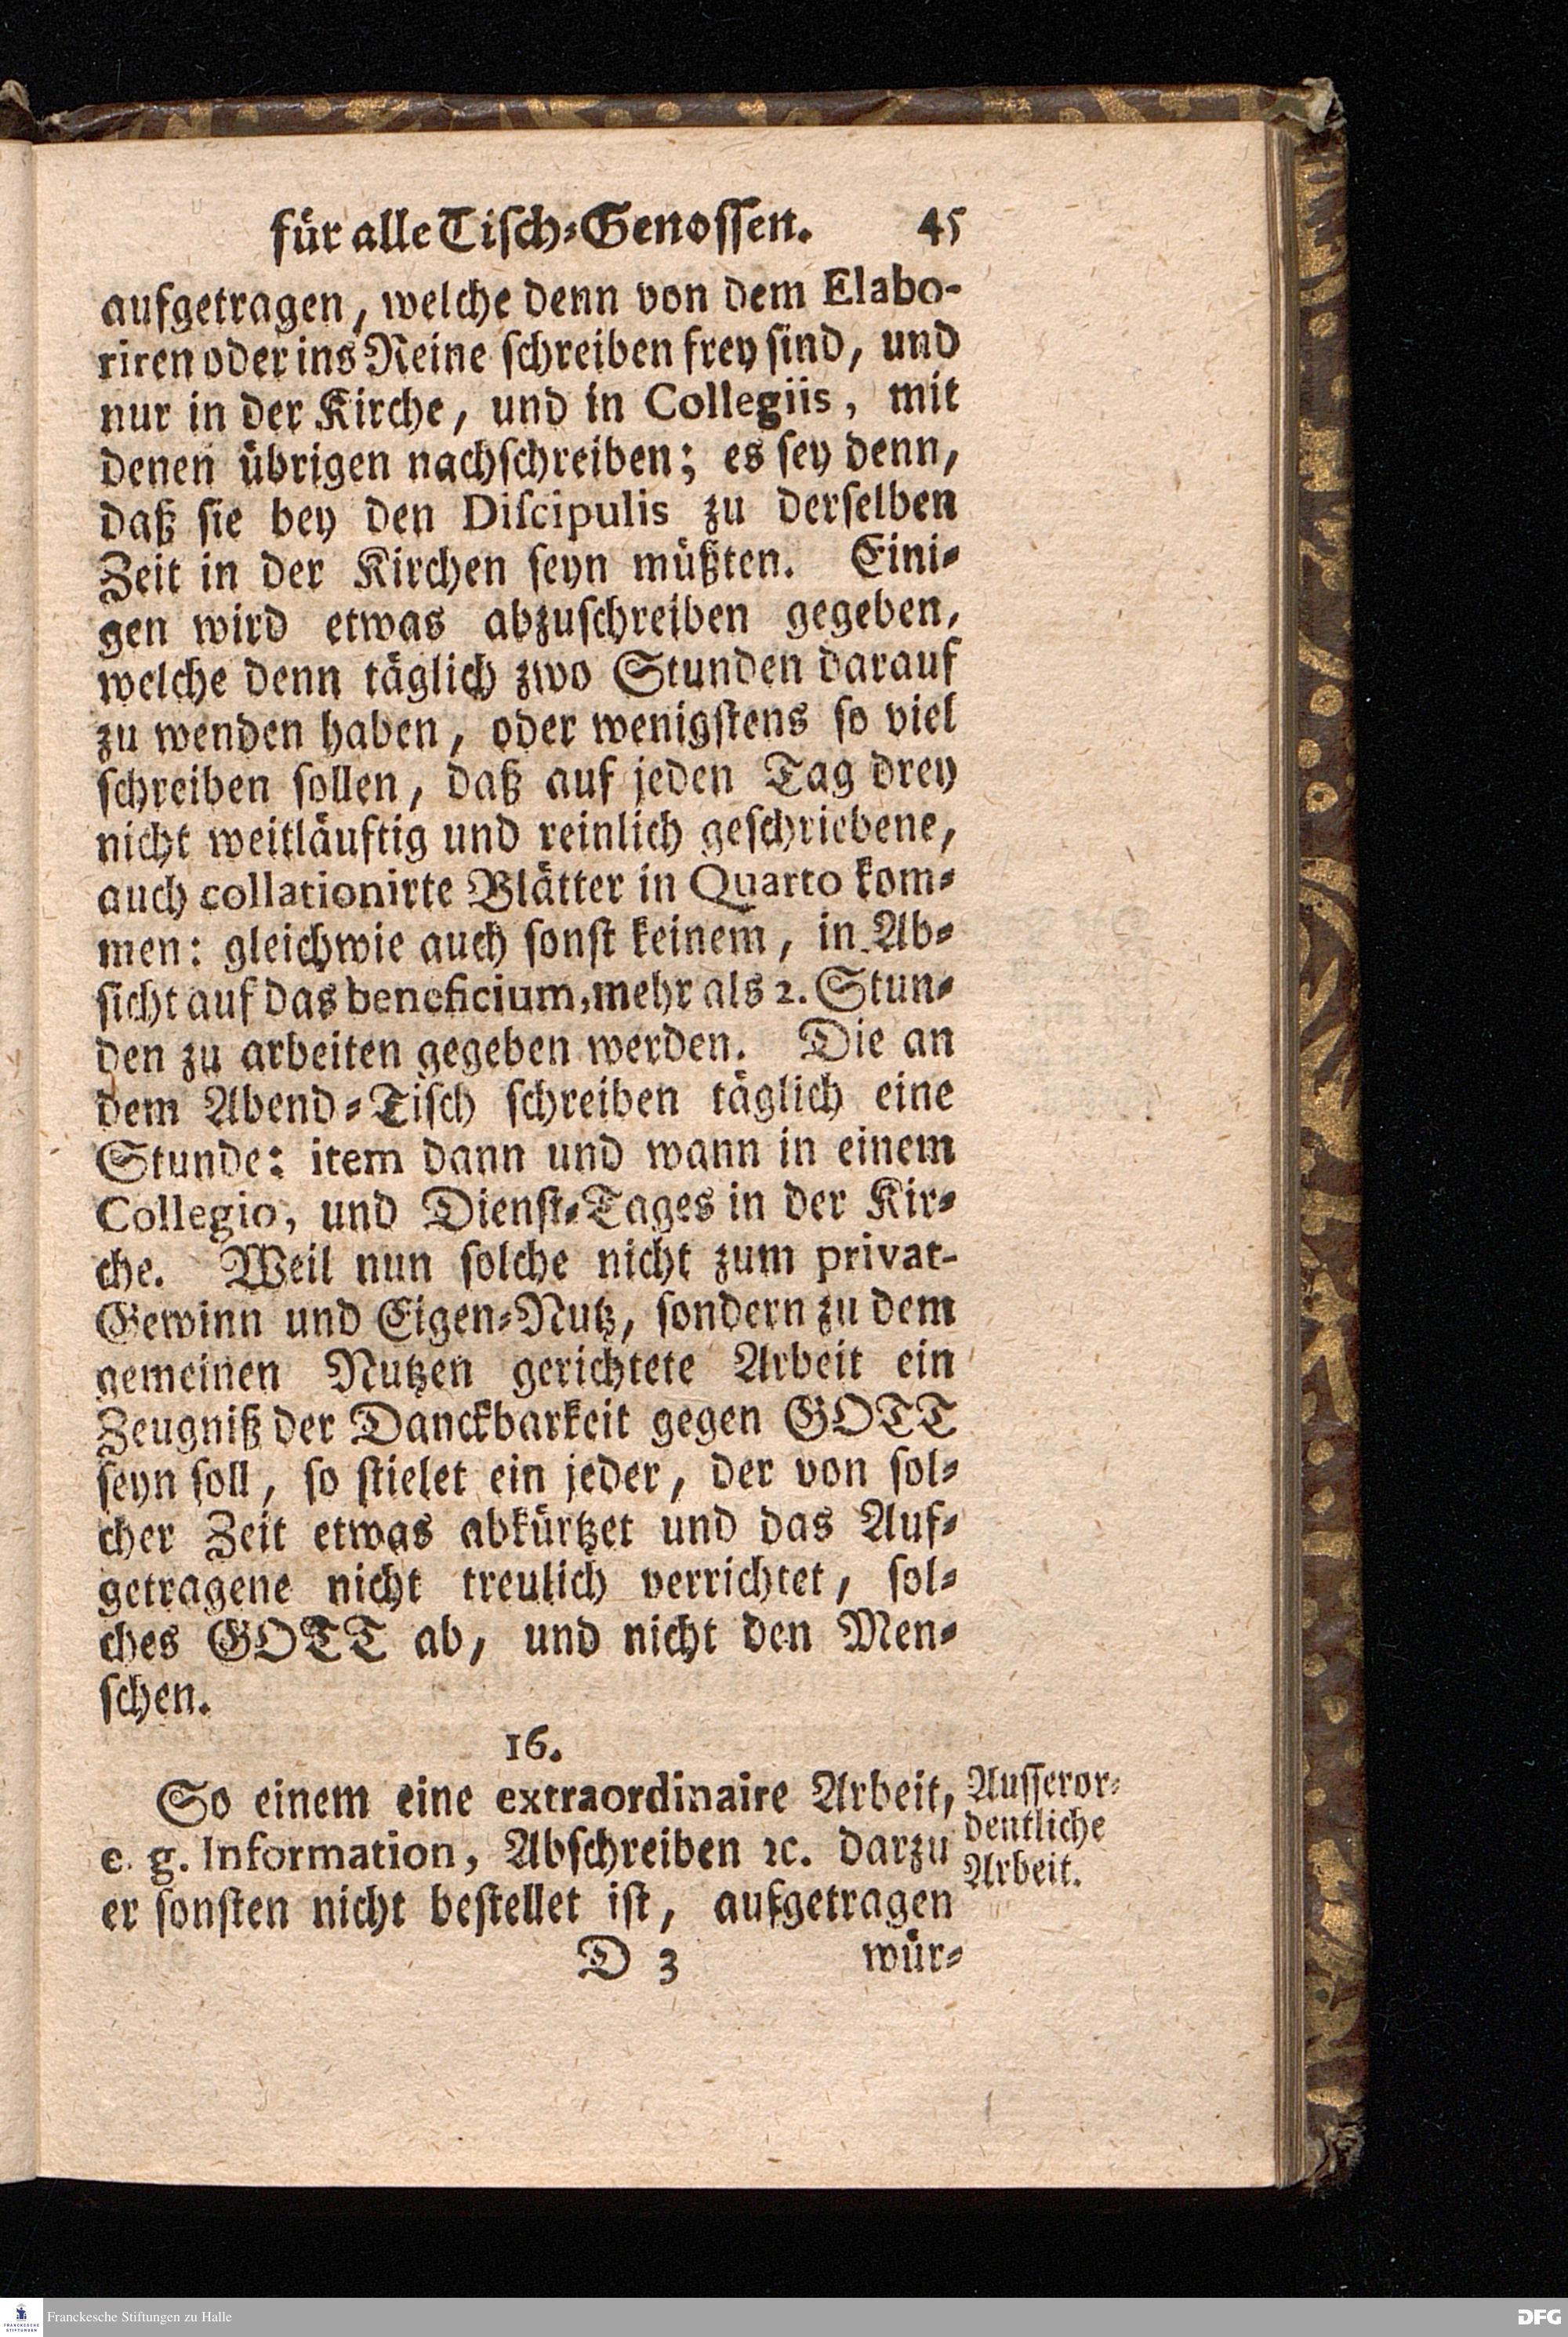 für alle Tisch-Genossen. 45
aufgetragen, welche denn von dem Elabo-
riren oder ins Reine schreiben frey sind, und
nur in der Kirche, und in Collegiis, mit
denen übrigen nachschreiben; es sey denn,
daß sie bey den Discipulis zu derselben
Zeit in der Kirchen seyn müßten. Eini-
gen wird etwas abzuschreiben gegeben,
welche denn täglich zwo Stunden darauf
zu wenden haben, oder wenigstens so viel
schreiben sollen, daß auf jeden Tag drey
nicht weitläuftig und reinlich geschriebene,
auch collationirte Blätter in Quarto kom-
men: gleichwie auch sonst keinem, in Ab-
sicht auf das beneficium, mehr als 2. Stun-
den zu arbeiten gegeben werden. Die an
dem Abend-Tisch schreiben täglich eine
Stunde: item dann und wann in einem
Collegio, und Dienst-Tages in der Kir-
che. Weil nun solche nicht zum privat-
Gewinn und Eigen-Nutz, sondern zu dem
gemeinen Nutzen gerichtete Arbeit ein
Zeugniß der Danckbarkeit gegen GOTT
seyn soll, so stielet ein jeder, der von sol-
cher Zeit etwas abkürtzet und das Auf-
getragene nicht treulich verrichtet, sol-
ches GOTT ab, und nicht den Men-
schen.
16.
So einem eine extraordinaire Arbeit,
e. g. Information, Abschreiben ꝛc. darzu
er sonsten nicht bestellet ist, aufgetragen
Ausseror-
dentliche
Arbeit.
D 3 wür-
FRANCKESCHE
STIFTUNGEN
Franckesche Stiftungen zu Halle
DFG